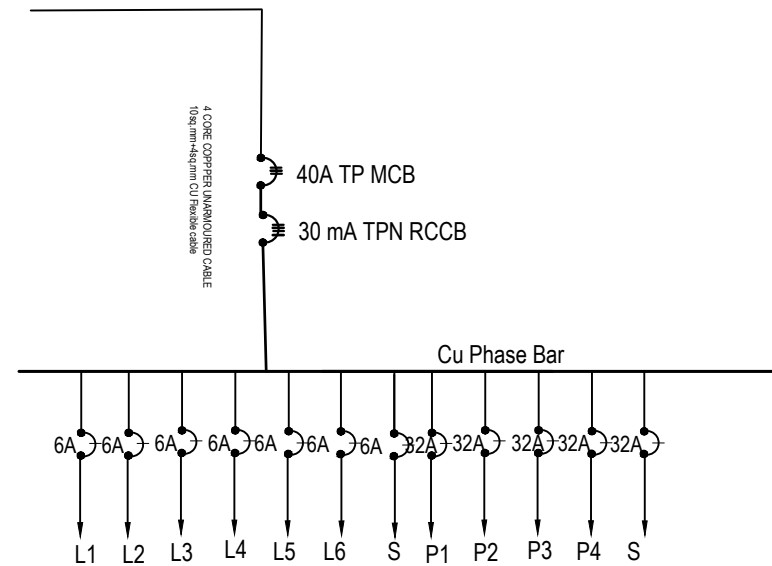 4 CORE COPPPER UNARMOURED CABLE
10sq.mm+4sq.mm CU Flexible cable
40A TP MCB
30 mA TPN RCCB
Cu Phase Bar
6A 6A 6A 6A 6A 6A 6A 32A 32A 32A 32A 32A
L1 L2 L3 L4 L5 L6 S P1 P2 P3 P4 S